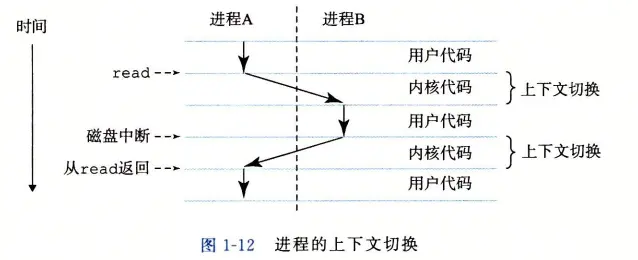 进程A 进程B
时间
用户代码
read
内核代码 上下文切换
用户代码
磁盘中断
内核代码 上下文切换
从read返回
用户代码
图 1-12 进程的上下文切换